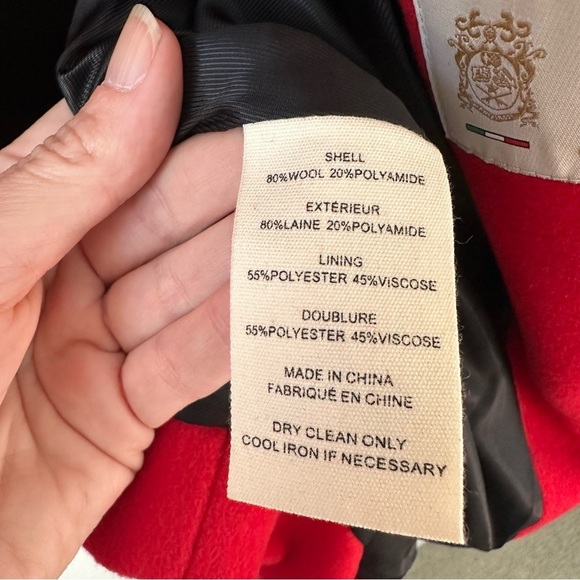 SHELL
80%WOOL 20%POLYAMIDE
EXTÉRIEUR
80%LAINE 20%POLYAMIDE
LINING
55%POLYESTER 45%VISCOSE
DOUBLURE
55%POLYESTER 45%VISCOSE
MADE IN CHINA
FABRIQUÉ EN CHINE
DRY CLEAN ONLY
COOL IRON IF NECESSARY